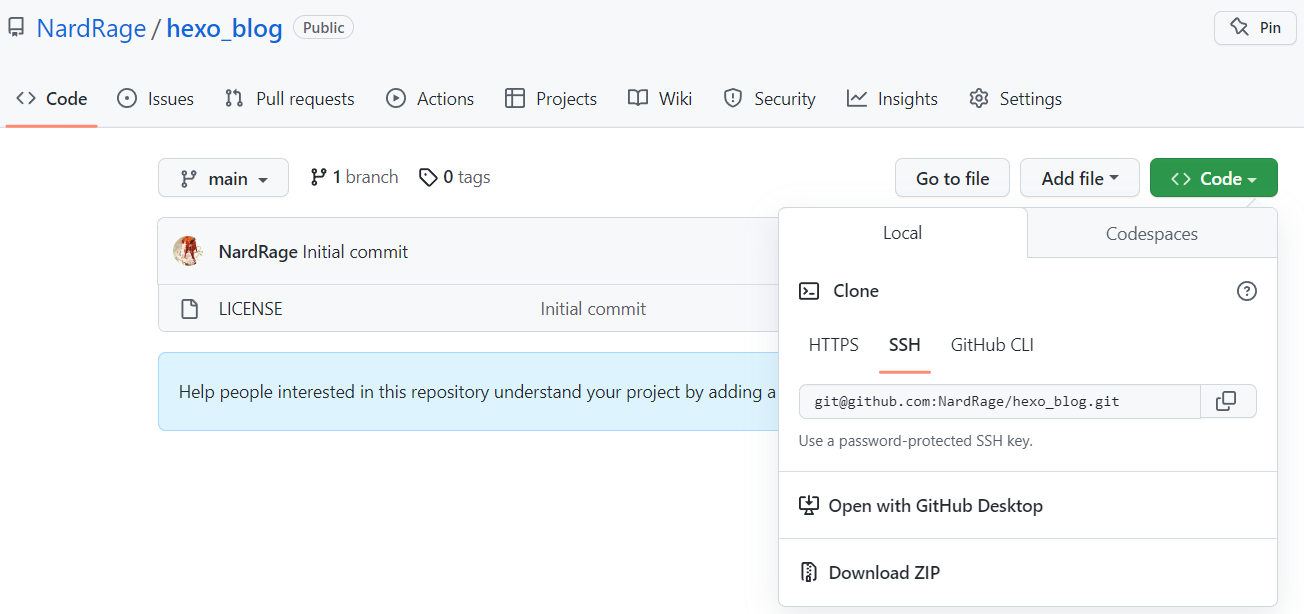 NardRage / hexo_blog Public Pin
Code Issues Pull requests Actions Projects Wiki Security Insights Settings
main 1 branch 0 tags Go to file Add file Code
Local Codespaces
NardRage Initial commit
LICENSE Initial commit
Help people interested in this repository understand your project by adding a
Clone
HTTPS SSH GitHub CLI
git@github.com:NardRage/hexo_blog.git
Use a password-protected SSH key.
Open with GitHub Desktop
Download ZIP